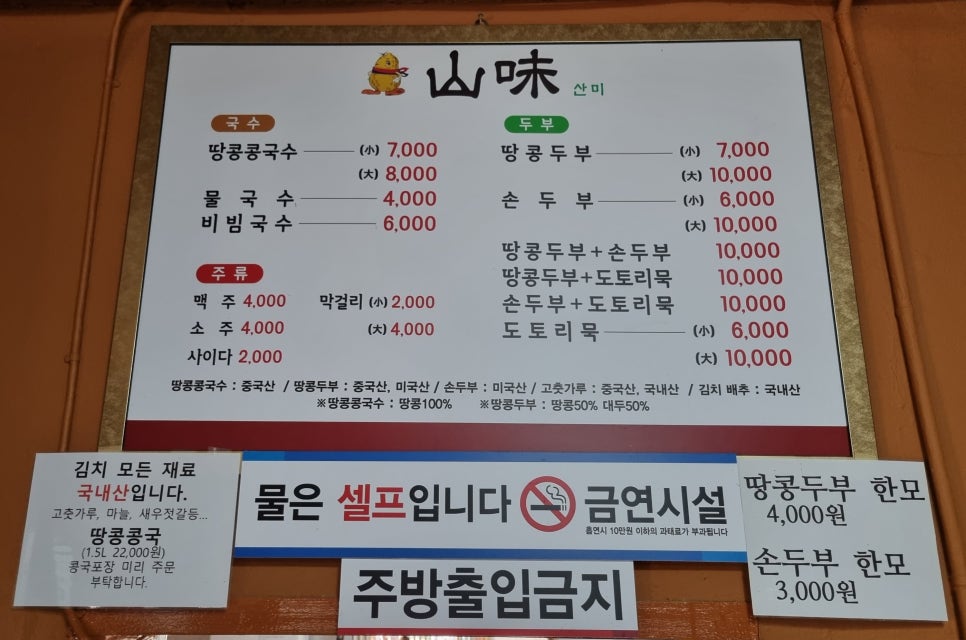 山味 산미
국수
땅콩콩국수 (小) 7,000
(大) 8,000
물국수 4,000
비빔국수 6,000
주류
맥주 4,000 막걸리 (小) 2,000
소주 4,000 (大) 4,000
사이다 2,000
두부
땅콩두부 (小) 7,000
(大) 10,000
손두부 (小) 6,000
(大) 10,000
땅콩두부+손두부 10,000
땅콩두부+도토리묵 10,000
손두부+도토리묵 10,000
도토리묵 (小) 6,000
(大) 10,000
땅콩콩국수 : 중국산 / 땅콩두부 : 중국산, 미국산 / 손두부 : 미국산 / 고춧가루 : 중국산, 국내산 / 김치 배추 : 국내산
※땅콩콩국수 : 땅콩100% ※땅콩두부 : 땅콩50% 대두50%
김치 모든 재료
국내산입니다.
고춧가루, 마늘, 새우젓갈등...
땅콩콩국
(1.5L 22,000원)
콩국포장 미리 주문
부탁합니다.
물은 셀프입니다 금연시설
흡연시 10만원 이하의 과태료가 부과됩니다
주방출입금지
땅콩두부 한모
4,000원
손두부 한모
3,000원